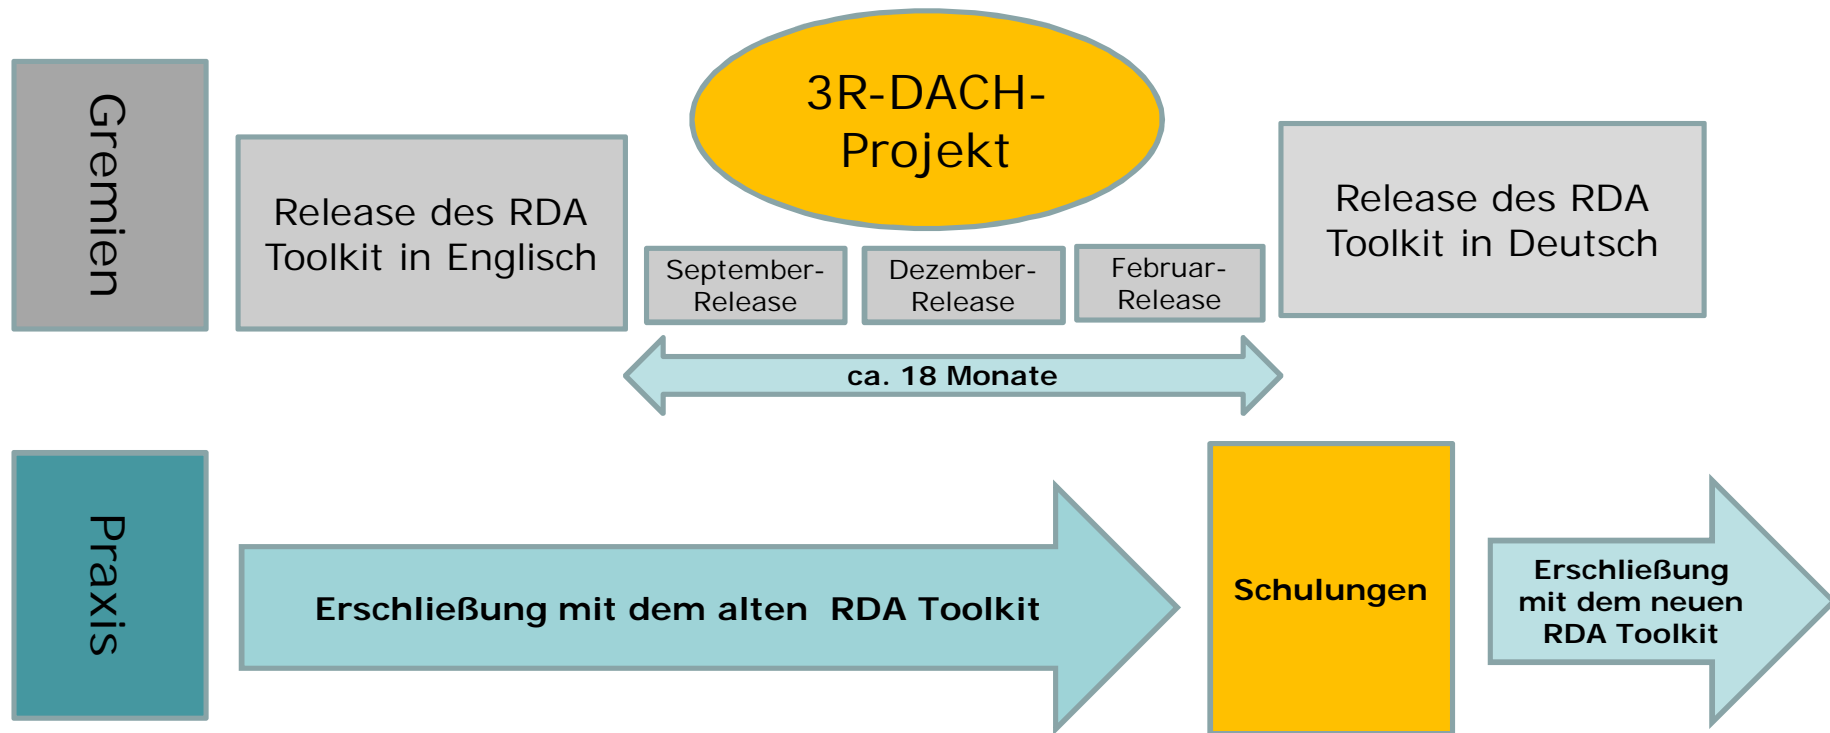 Gremien
Release des RDA
Toolkit in Englisch
3R-DACH-
Projekt
September-
Release
Dezember-
Release
Februar-
Release
Release des RDA
Toolkit in Deutsch
ca. 18 Monate
Praxis
Erschließung mit dem alten  RDA Toolkit
Schulungen
Erschließung
mit dem neuen
RDA Toolkit